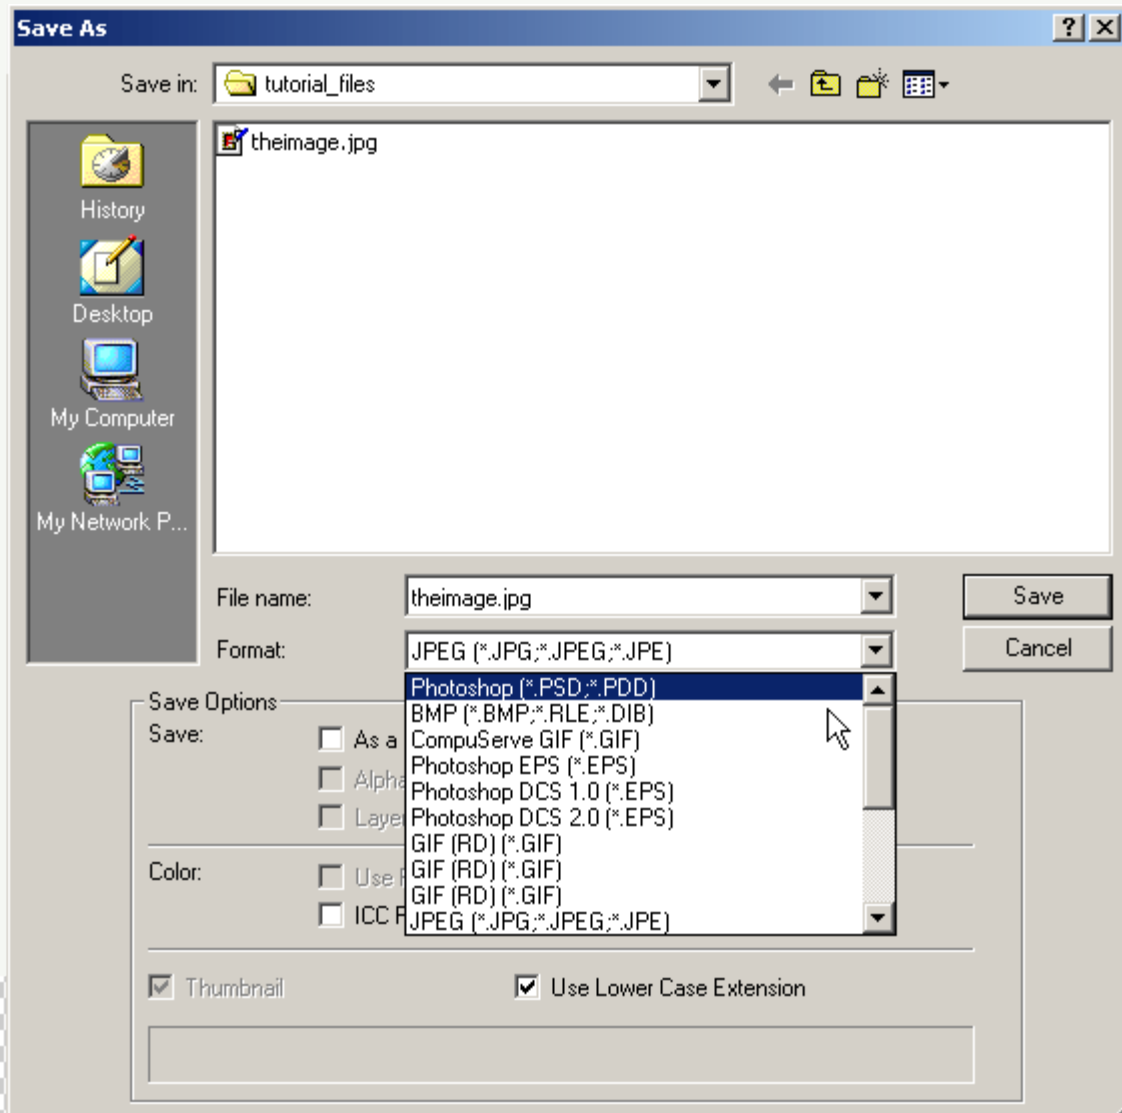 Save As
Save in: tutorial_files
theimage.jpg
History
Desktop
My Computer
My Network P...
File name: theimage.jpg Save
Format: JPEG (*.JPG;*.JPEG;*.JPE) Cancel
Photoshop (*.PSD;*.PDD)
BMP (*.BMP;*.RLE;*.DIB)
CompuServe GIF (*.GIF)
Photoshop EPS (*.EPS)
Photoshop DCS 1.0 (*.EPS)
Photoshop DCS 2.0 (*.EPS)
GIF (RD) (*.GIF)
GIF (RD) (*.GIF)
GIF (RD) (*.GIF)
JPEG (*.JPG;*.JPEG;*.JPE)
Save Options
Save: As a
Alpha
Laye
Color: Use
ICC
Thumbnail Use Lower Case Extension